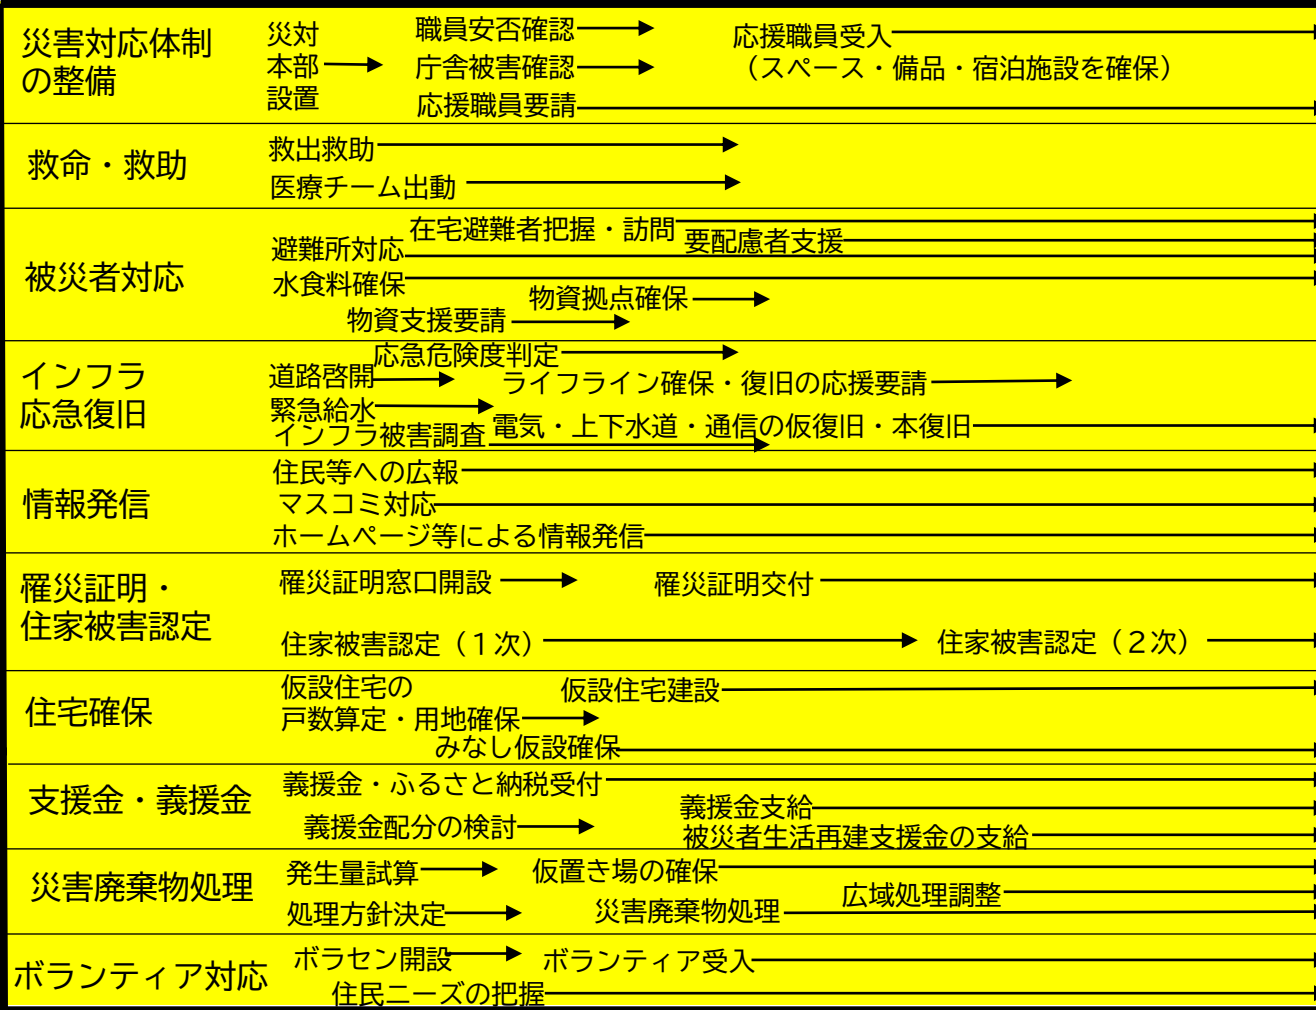 災害対応体制
の整備
災対
本部
設置
職員安否確認
庁舎被害確認
応援職員要請
応援職員受入
（スペース・備品・宿泊施設を確保）
救命・救助
救出救助
医療チーム出動
被災者対応
在宅避難者把握・訪問
要配慮者支援
避難所対応
水食料確保
物資拠点確保
物資支援要請
インフラ
応急復旧
応急危険度判定
道路啓開
ライフライン確保・復旧の応援要請
緊急給水
インフラ被害調査
電気・上下水道・通信の仮復旧・本復旧
情報発信
住民等への広報
マスコミ対応
ホームページ等による情報発信
罹災証明・
住家被害認定
罹災証明窓口開設
罹災証明交付
住家被害認定（１次）
住家被害認定（２次）
住宅確保
仮設住宅の
戸数算定・用地確保
仮設住宅建設
みなし仮設確保
支援金・義援金
義援金・ふるさと納税受付
義援金支給
義援金配分の検討
被災者生活再建支援金の支給
災害廃棄物処理
発生量試算
仮置き場の確保
広域処理調整
処理方針決定
災害廃棄物処理
ボランティア対応
ボラセン開設
ボランティア受入
住民ニーズの把握